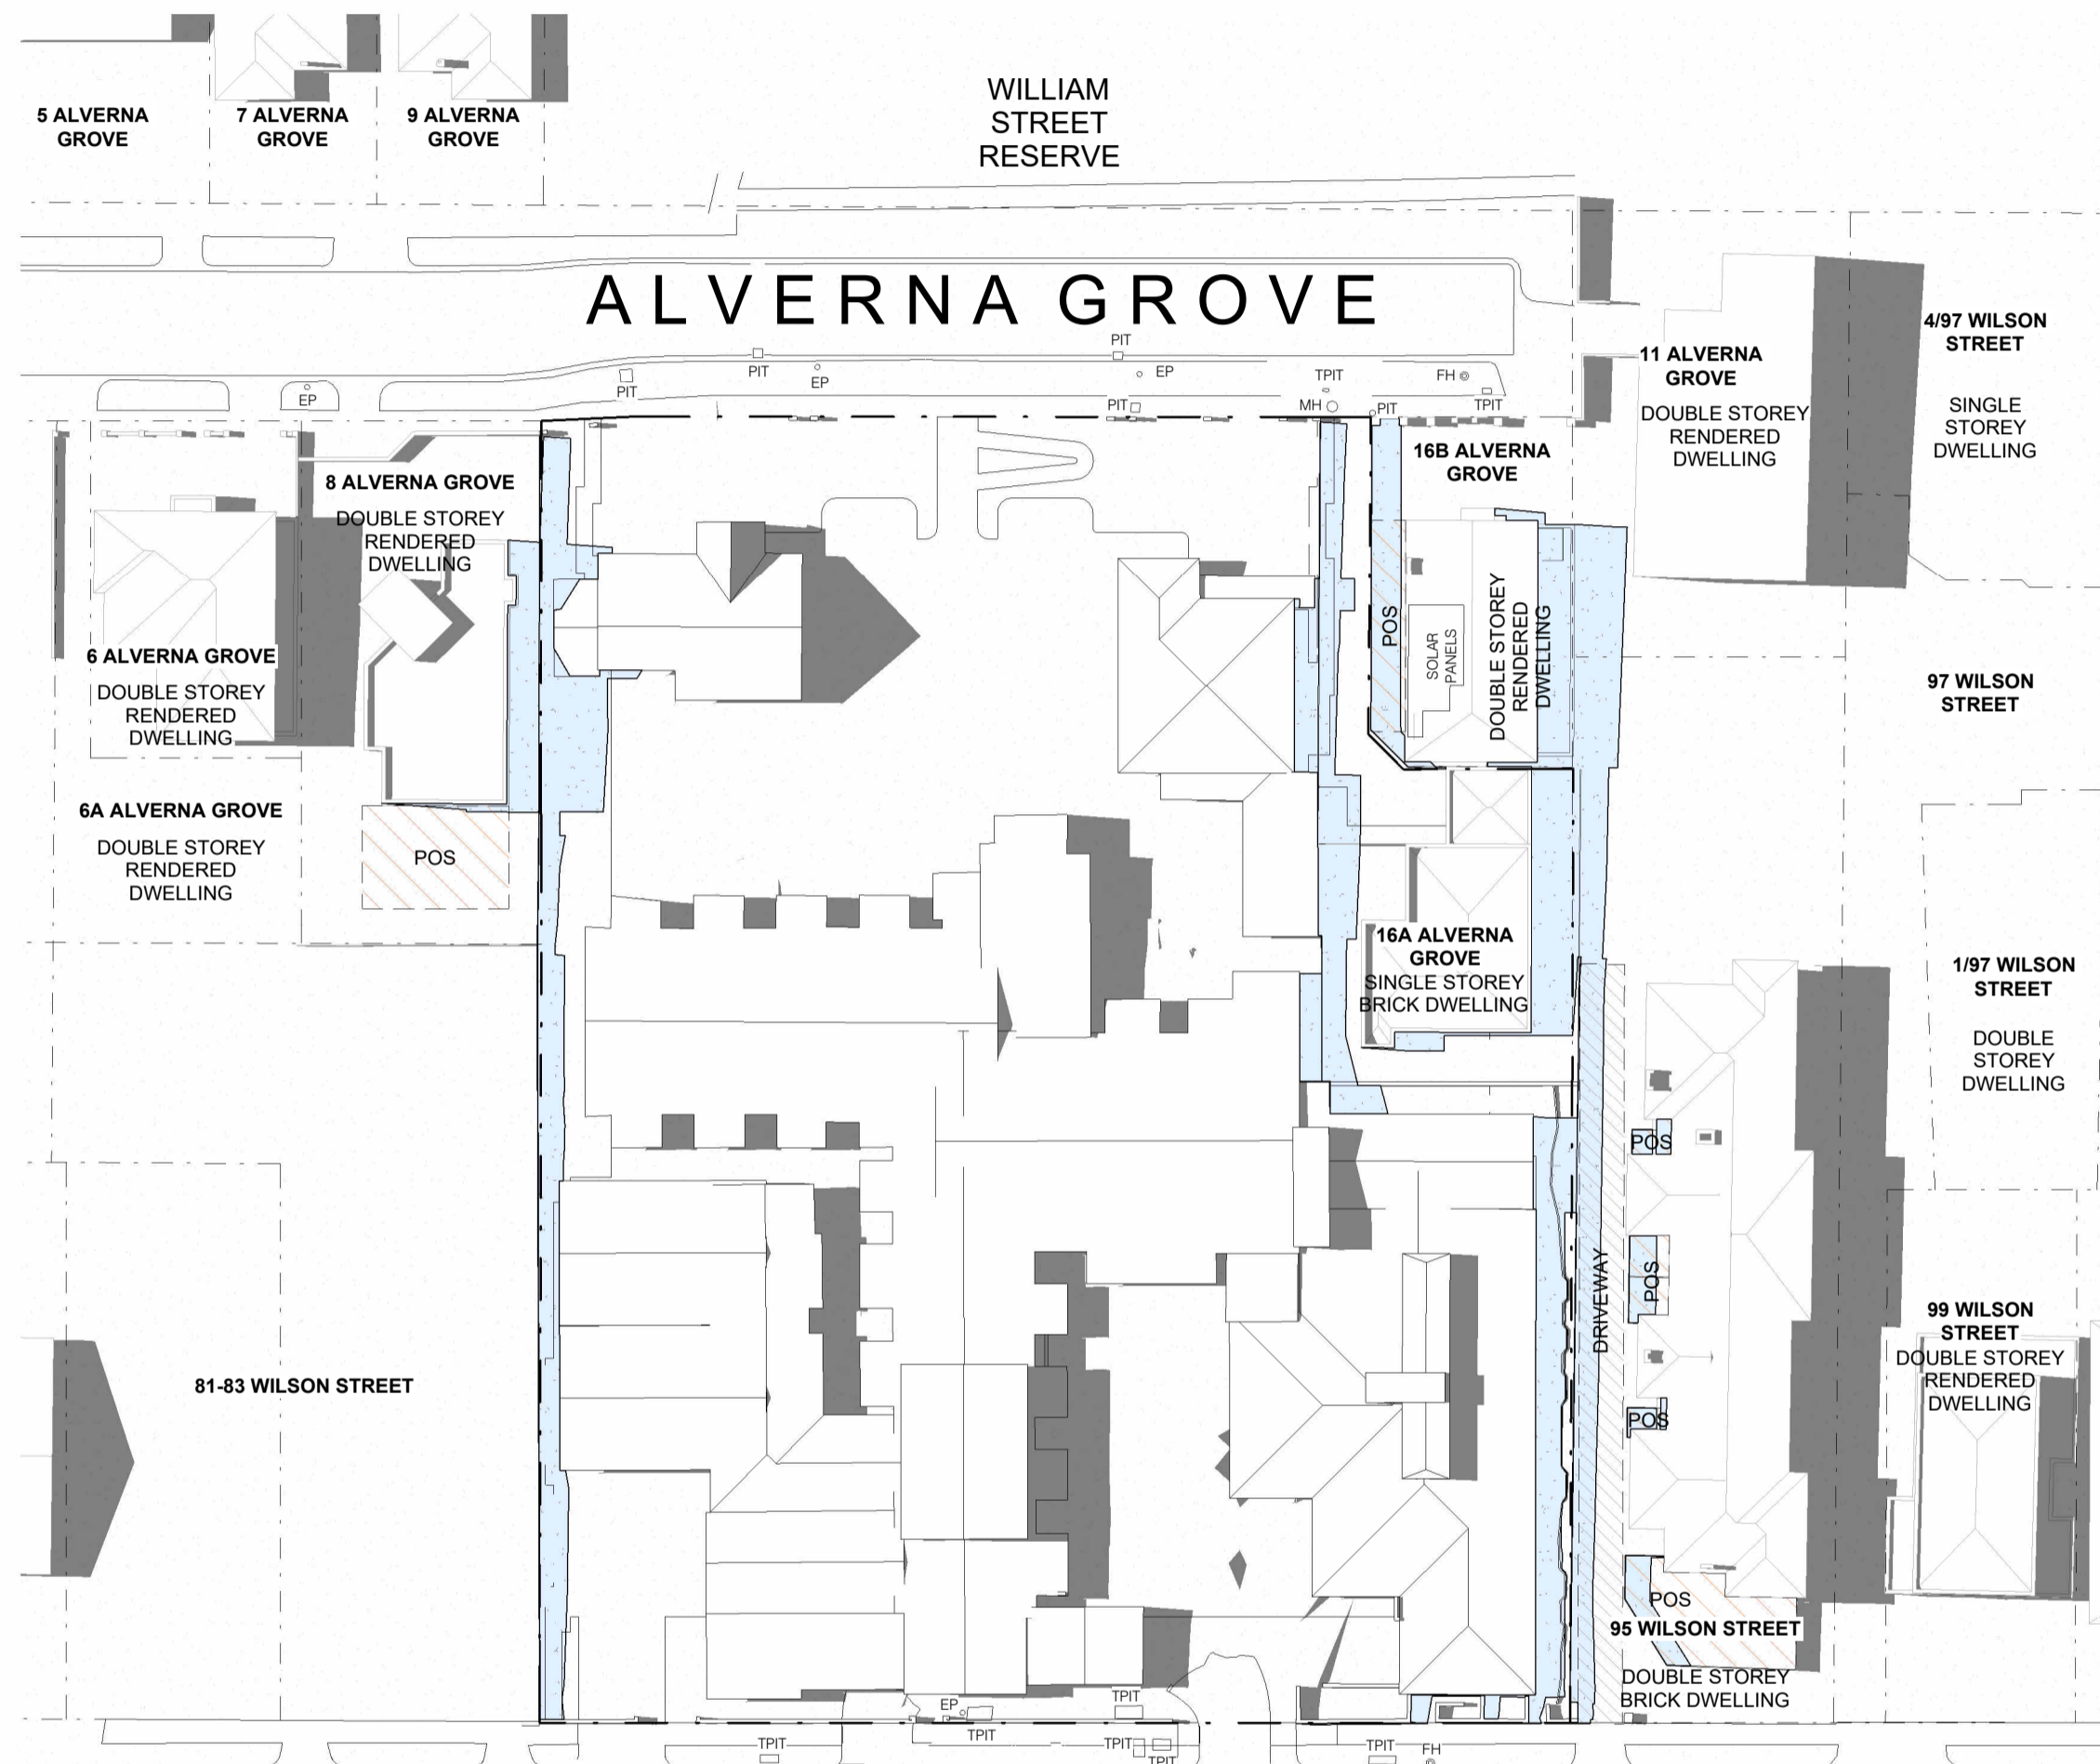 5 ALVERNA
GROVE
7 ALVERNA
GROVE
9 ALVERNA
GROVE
WILLIAM
STREET
RESERVE
ALVERNA GROVE
PIT
PIT
EP
EP
PIT
EP
TPIT
FH
PIT
MH
PIT
TPIT
11 ALVERNA
GROVE
DOUBLE STOREY
RENDERED
DWELLING
4/97 WILSON
STREET
SINGLE
STOREY
DWELLING
8 ALVERNA GROVE
DOUBLE STOREY
RENDERED
DWELLING
16B ALVERNA
GROVE
POS
SOLAR
PANELS
DOUBLE STOREY
RENDERED
DWELLING
6 ALVERNA GROVE
DOUBLE STOREY
RENDERED
DWELLING
97 WILSON
STREET
6A ALVERNA GROVE
DOUBLE STOREY
RENDERED
DWELLING
POS
16A ALVERNA
GROVE
SINGLE STOREY
BRICK DWELLING
1/97 WILSON
STREET
DOUBLE
STOREY
DWELLING
POS
POS
DRIVEWAY
POS
99 WILSON
STREET
DOUBLE STOREY
RENDERED
DWELLING
81-83 WILSON STREET
POS
95 WILSON STREET
DOUBLE STOREY
BRICK DWELLING
EP
TPIT
TPIT
TPIT
TPIT
TPIT
TPIT
FH